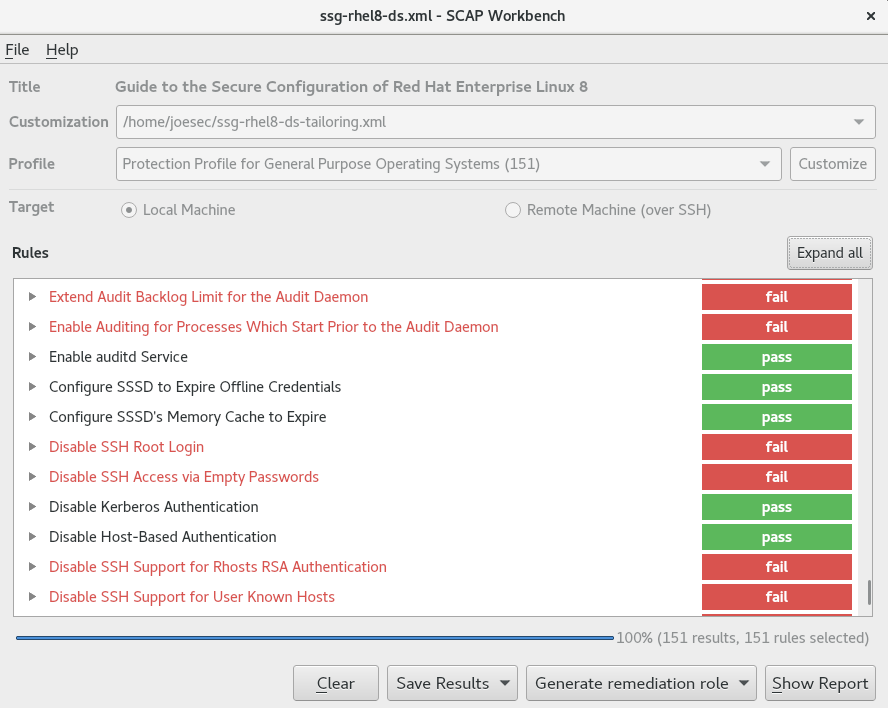 ssg-rhel8-ds.xml - SCAP Workbench
File Help
Title Guide to the Secure Configuration of Red Hat Enterprise Linux 8
Customization /home/joesec/ssg-rhel8-ds-tailoring.xml
Profile Protection Profile for General Purpose Operating Systems (151) Customize
Target Local Machine Remote Machine (over SSH)
Rules Expand all
Extend Audit Backlog Limit for the Audit Daemon fail
Enable Auditing for Processes Which Start Prior to the Audit Daemon fail
Enable auditd Service pass
Configure SSSD to Expire Offline Credentials pass
Configure SSSD's Memory Cache to Expire pass
Disable SSH Root Login fail
Disable SSH Access via Empty Passwords fail
Disable Kerberos Authentication pass
Disable Host-Based Authentication pass
Disable SSH Support for Rhosts RSA Authentication fail
Disable SSH Support for User Known Hosts fail
100% (151 results, 151 rules selected)
Clear Save Results Generate remediation role Show Report